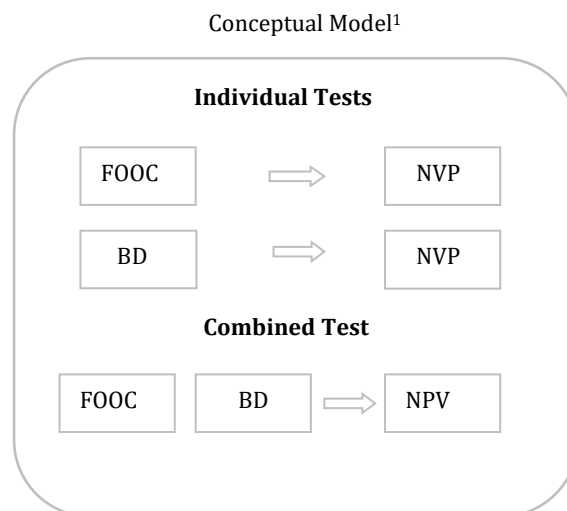 Conceptual Model¹
Individual Tests
FOOC NVP
BD NVP
Combined Test
FOOC BD NPV